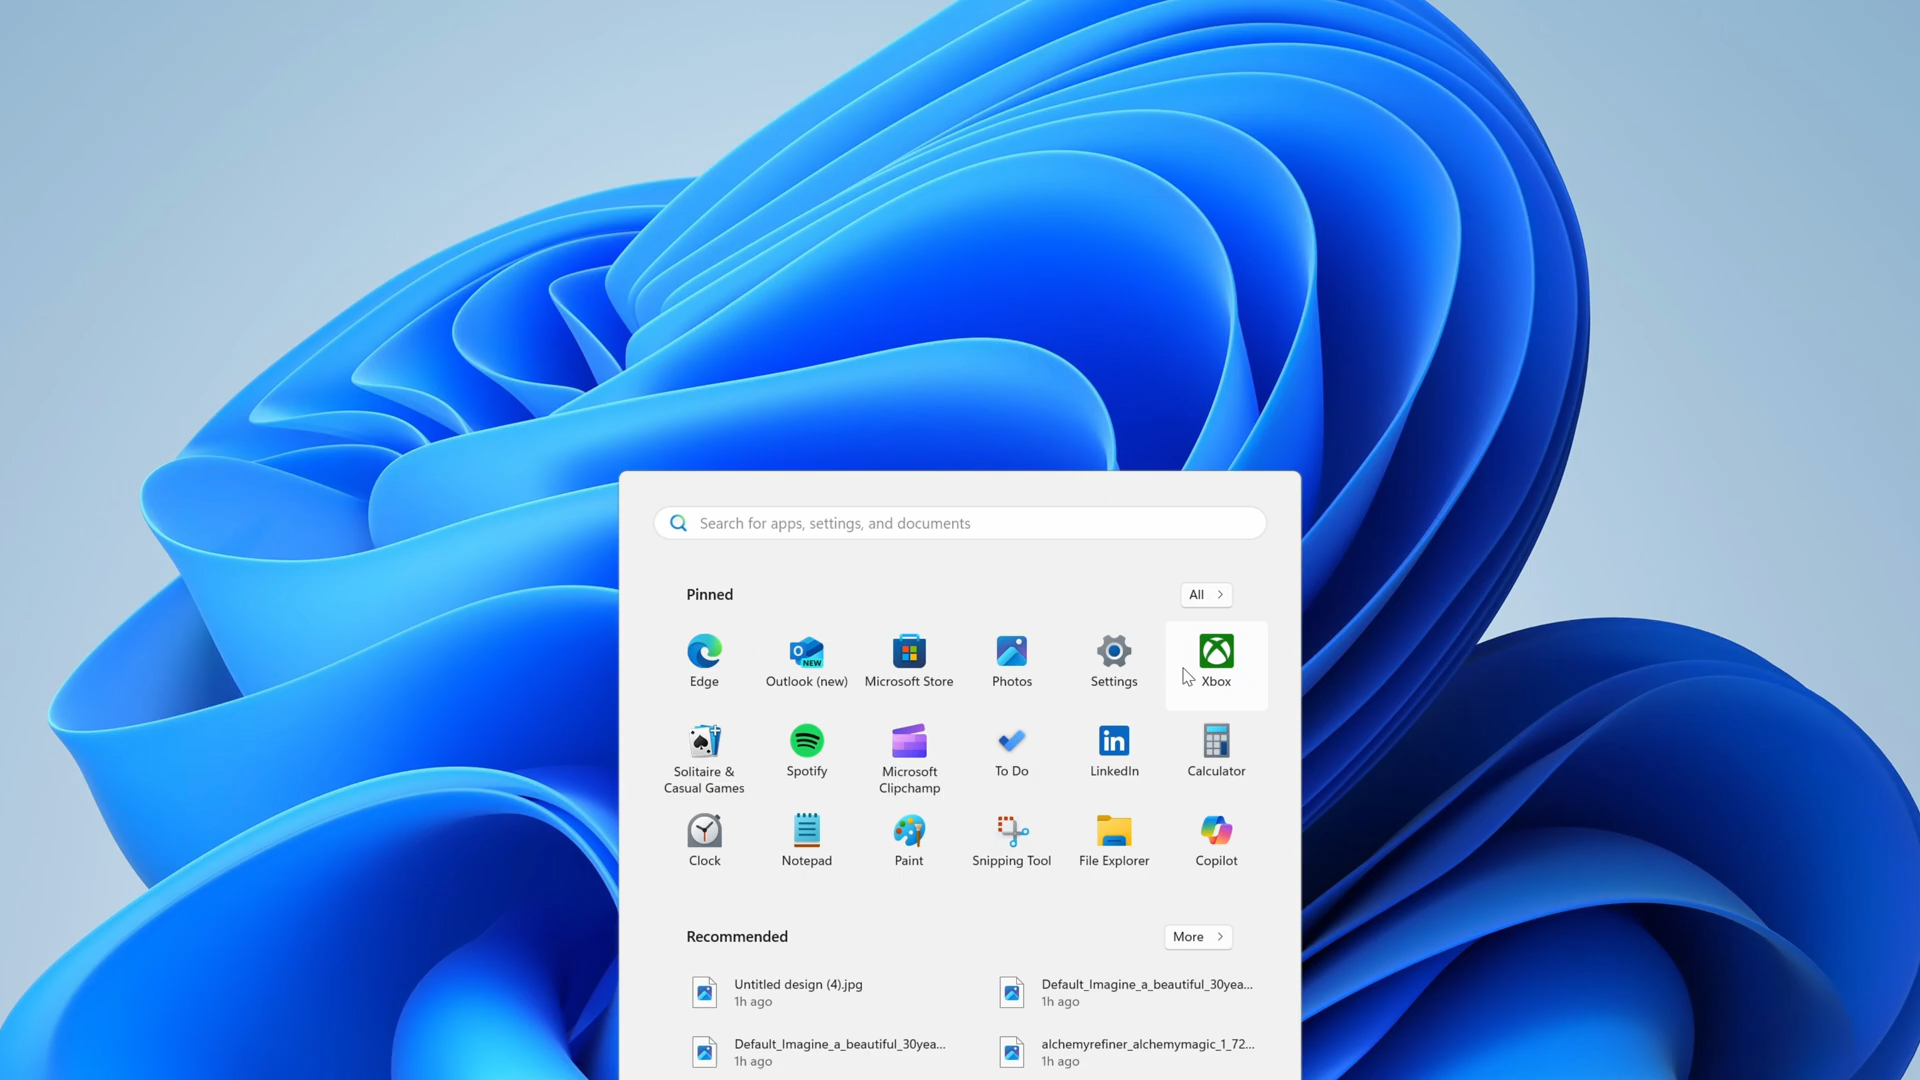 Search for apps, settings, and documents
Pinned
All
Edge
Outlook (new)
Microsoft Store
Photos
Settings
Xbox
Solitaire &
Casual Games
Spotify
Microsoft
Clipchamp
To Do
LinkedIn
Calculator
Clock
Notepad
Paint
Snipping Tool
File Explorer
Copilot
Recommended
More
Untitled design (4).jpg
1h ago
Default_Imagine_a_beautiful_30yea...
1h ago
Default_Imagine_a_beautiful_30yea...
1h ago
alchemyrefiner_alchemymagic_1_72...
1h ago